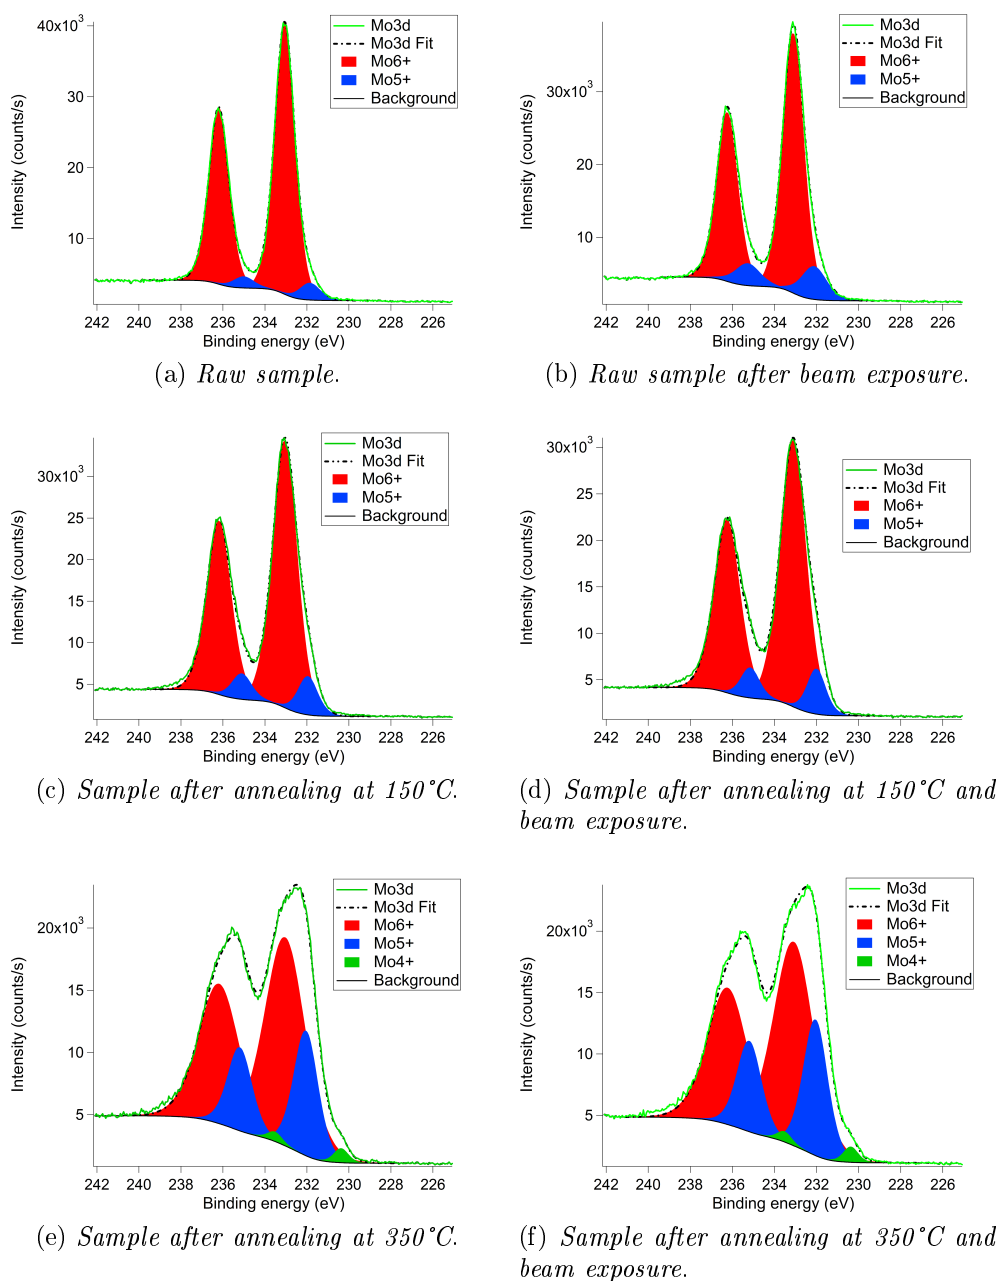 40x10³
30
20
10
Intensity (counts/s)
Mo3d
Mo3d Fit
Mo6+
Mo5+
Background
242 240 238 236 234 232 230 228 226
Binding energy (eV)
(a) Raw sample.
30x10³
20
10
Intensity (counts/s)
Mo3d
Mo3d Fit
Mo6+
Mo5+
Background
242 240 238 236 234 232 230 228 226
Binding energy (eV)
(b) Raw sample after beam exposure.
30x10³
25
20
15
10
5
Intensity (counts/s)
Mo3d
Mo3d Fit
Mo6+
Mo5+
Background
242 240 238 236 234 232 230 228 226
Binding energy (eV)
(c) Sample after annealing at 150°C.
30x10³
25
20
15
10
5
Intensity (counts/s)
Mo3d
Mo3d Fit
Mo6+
Mo5+
Background
242 240 238 236 234 232 230 228 226
Binding energy (eV)
(d) Sample after annealing at 150°C and
beam exposure.
20x10³
15
10
5
Intensity (counts/s)
Mo3d
Mo3d Fit
Mo6+
Mo5+
Mo4+
Background
242 240 238 236 234 232 230 228 226
Binding energy (eV)
(e) Sample after annealing at 350°C.
20x10³
15
10
5
Intensity (counts/s)
Mo3d
Mo3d Fit
Mo6+
Mo5+
Mo4+
Background
242 240 238 236 234 232 230 228 226
Binding energy (eV)
(f) Sample after annealing at 350°C and
beam exposure.